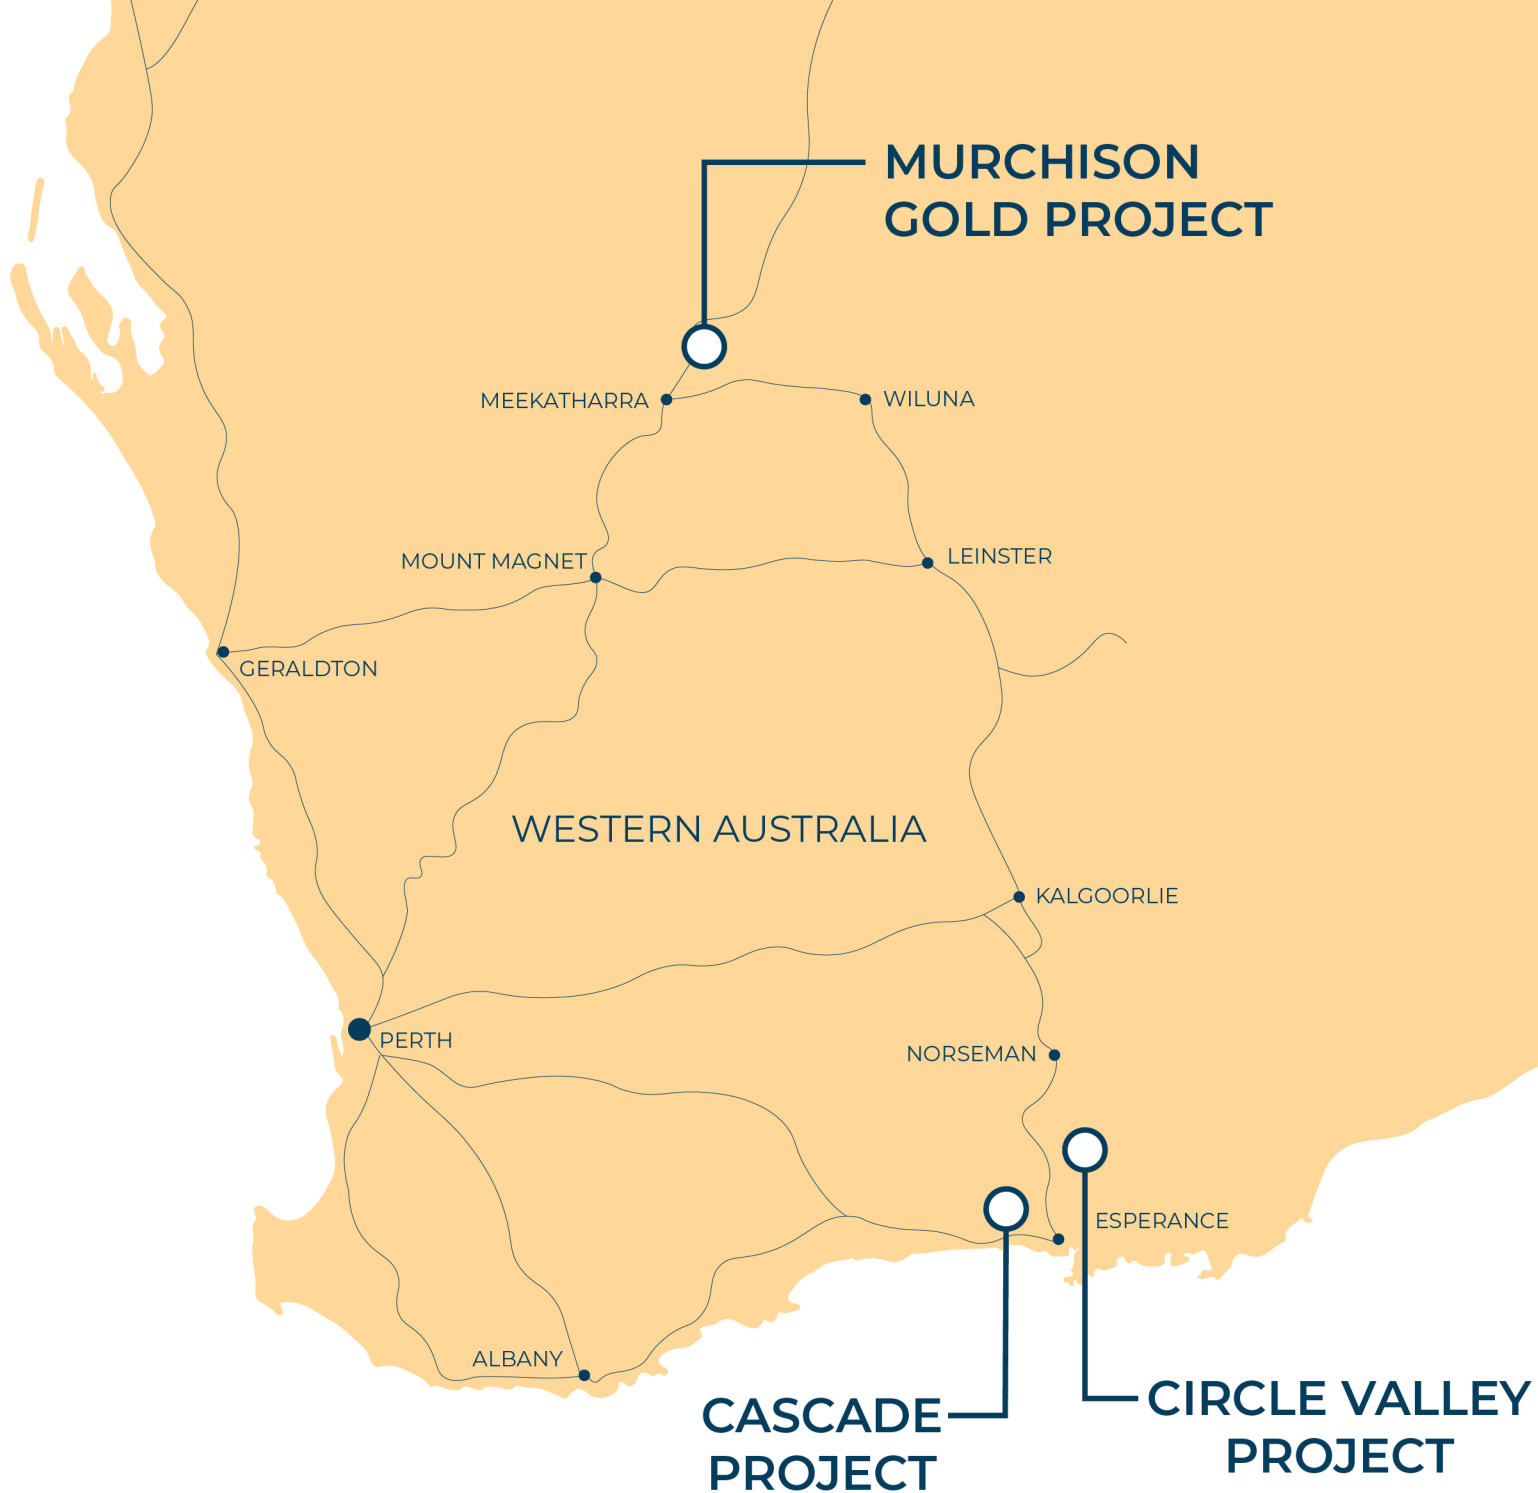 MURCHISON
GOLD PROJECT
MEEKATHARRA
WILUNA
MOUNT MAGNET
LEINSTER
GERALDTON
WESTERN AUSTRALIA
KALGOORLIE
PERTH
NORSEMAN
ESPERANCE
ALBANY
CASCADE
PROJECT
CIRCLE VALLEY
PROJECT